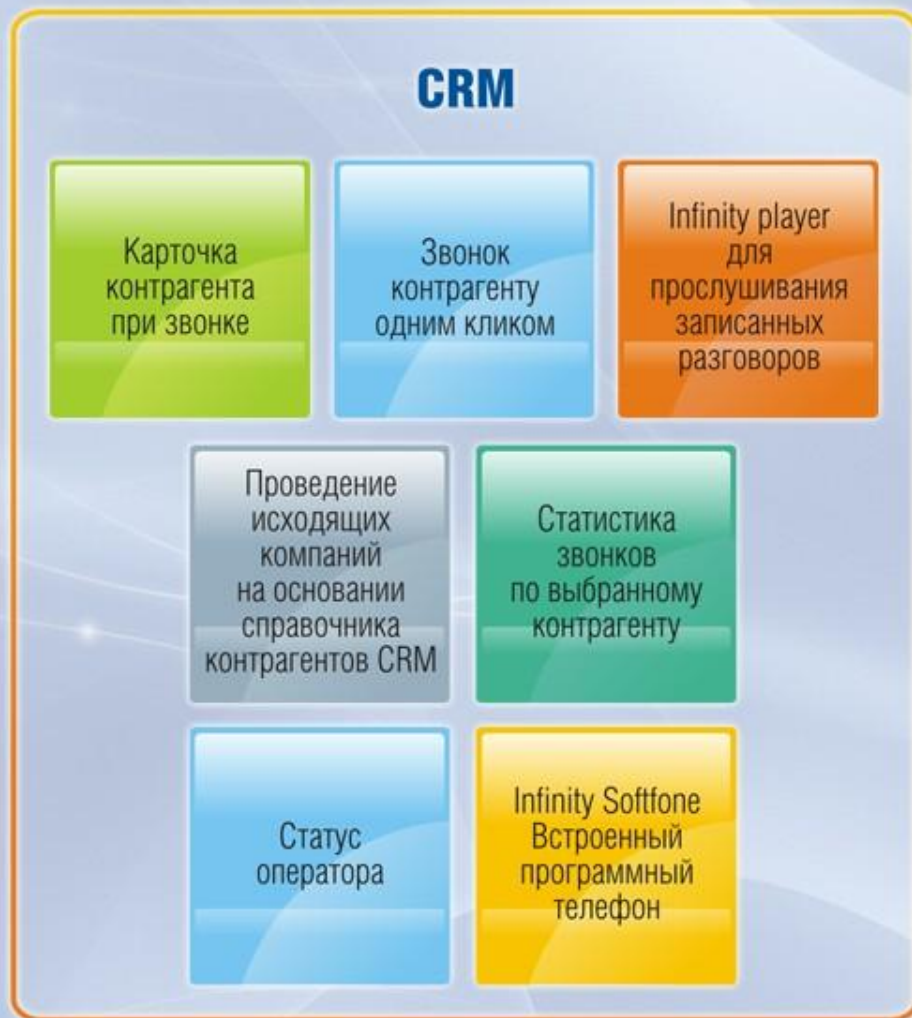 CRM
Карточка
контрагента
при звонке
Звонок
контрагенту
одним кликом
Infinity player
для
прослушивания
записанных
разговоров
Проведение
исходящих
компаний
на основании
справочника
контрагентов CRM
Статистика
звонков
по выбранному
контрагенту
Статус
оператора
Infinity Softfone
Встроенный
программный
телефон